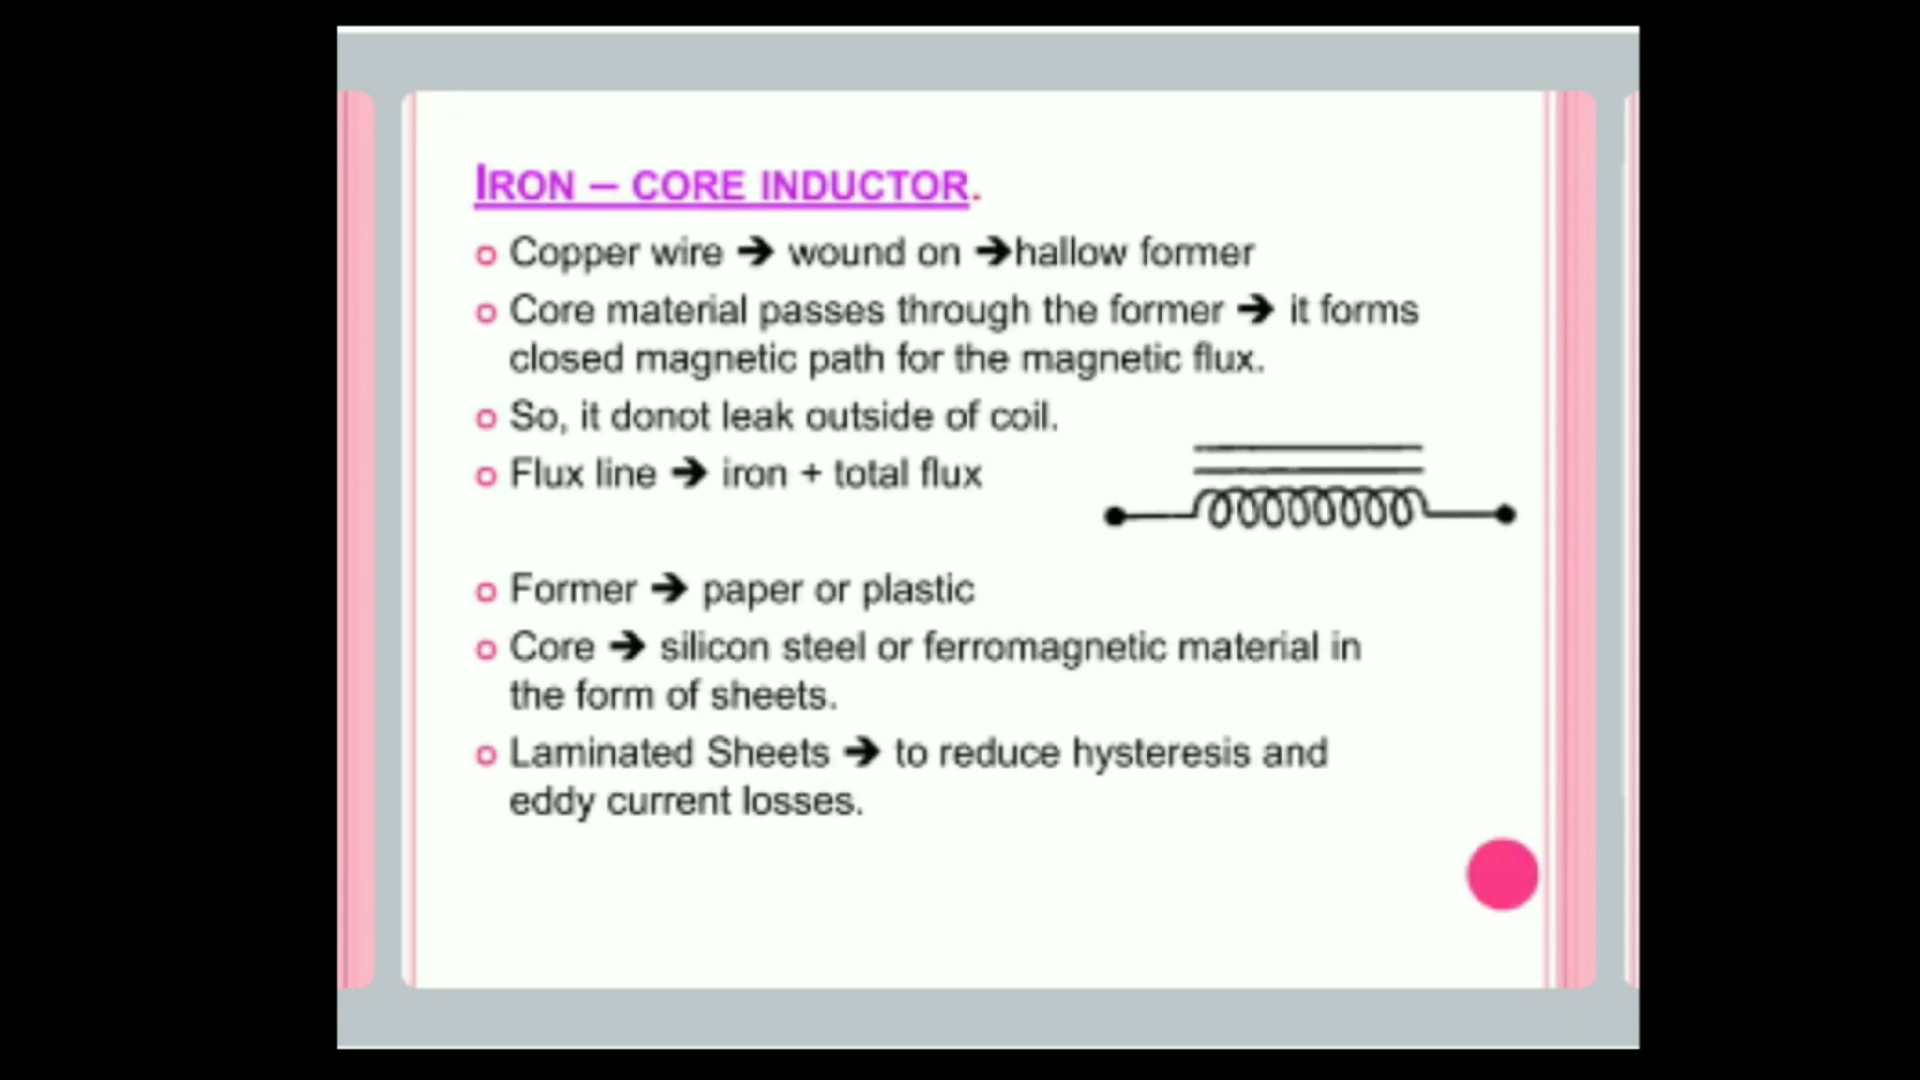 IRON – CORE INDUCTOR.
o Copper wire ➔ wound on ➔hallow former
o Core material passes through the former ➔ it forms
closed magnetic path for the magnetic flux.
o So, it donot leak outside of coil.
o Flux line ➔ iron + total flux
o Former ➔ paper or plastic
o Core ➔ silicon steel or ferromagnetic material in
the form of sheets.
o Laminated Sheets ➔ to reduce hysteresis and
eddy current losses.